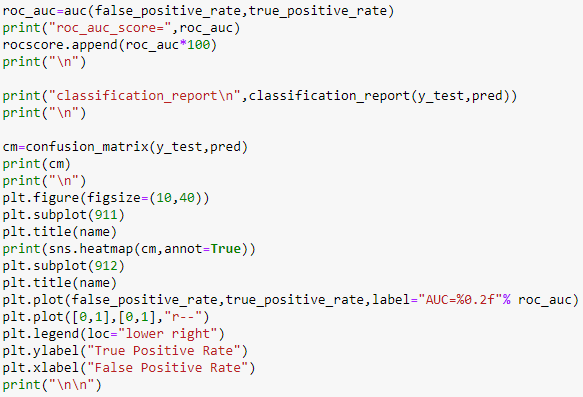 roc_auc=auc(false_positive_rate,true_positive_rate)
print("roc_auc_score=",roc_auc)
rocscore.append(roc_auc*100)
print("\n")
print("classification_report\n",classification_report(y_test,pred))
print("\n")
cm=confusion_matrix(y_test,pred)
print(cm)
print("\n")
plt.figure(figsize=(10,40))
plt.subplot(911)
plt.title(name)
print(sns.heatmap(cm,annot=True))
plt.subplot(912)
plt.title(name)
plt.plot(false_positive_rate,true_positive_rate,label="AUC=%0.2f"% roc_auc)
plt.plot([0,1],[0,1],"r--")
plt.legend(loc="lower right")
plt.ylabel("True Positive Rate")
plt.xlabel("False Positive Rate")
print("\n\n")